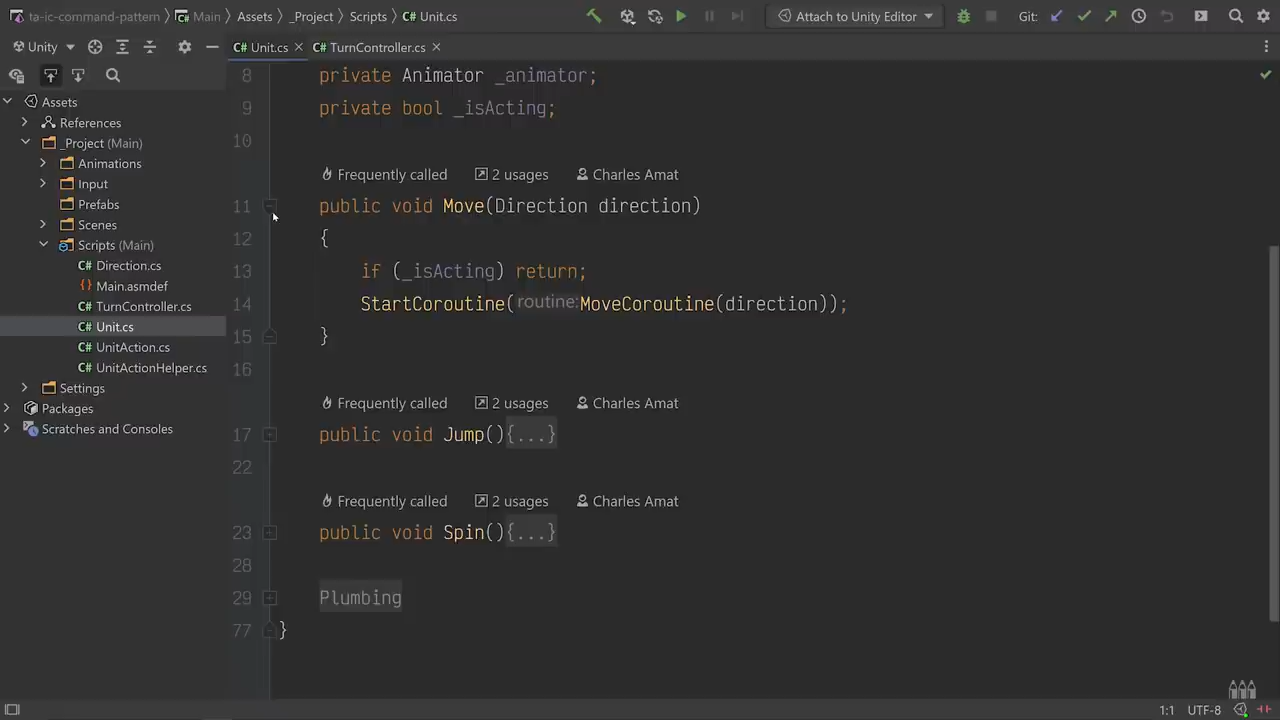 ta-ic-command-pattern Main Assets _Project Scripts C# Unit.cs Attach to Unity Editor Git:
Unity
C# Unit.cs C# TurnController.cs
Assets
References
_Project (Main)
Animations
Input
Prefabs
Scenes
Scripts (Main)
C# Direction.cs
Main.asmdef
C# TurnController.cs
C# Unit.cs
C# UnitAction.cs
C# UnitActionHelper.cs
Settings
Packages
Scratches and Consoles
8 private Animator _animator;
9 private bool _isActing;
10
Frequently called 2 usages Charles Amat
11 public void Move(Direction direction)
12 {
13 if (_isActing) return;
14 StartCoroutine(routine:MoveCoroutine(direction));
15 }
16
Frequently called 2 usages Charles Amat
17 public void Jump(){...}
22
Frequently called 2 usages Charles Amat
23 public void Spin(){...}
28
29 Plumbing
77 }
1:1 UTF-8